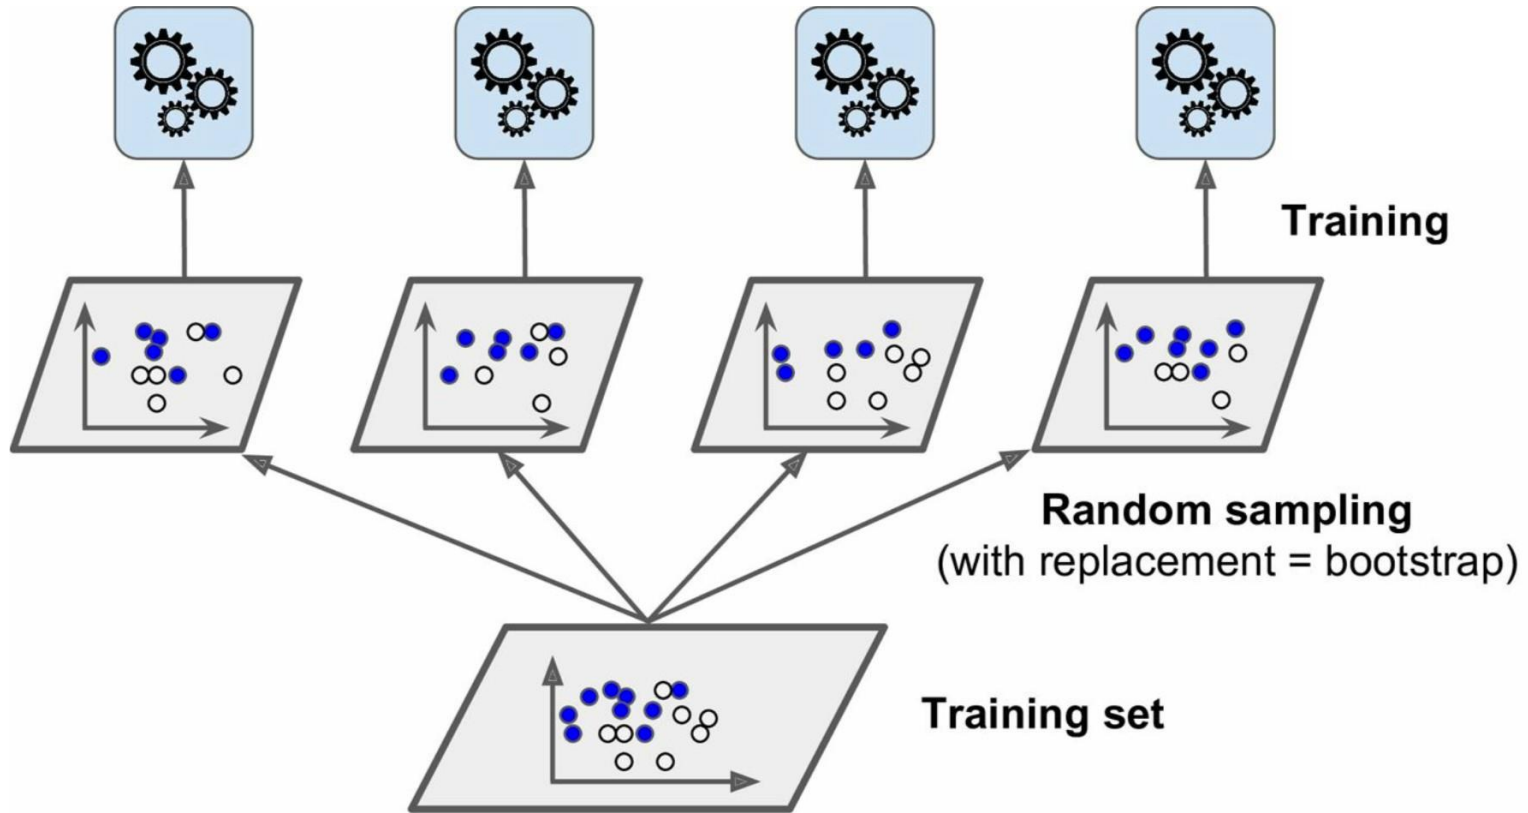 Training
Random sampling
(with replacement = bootstrap)
Training set